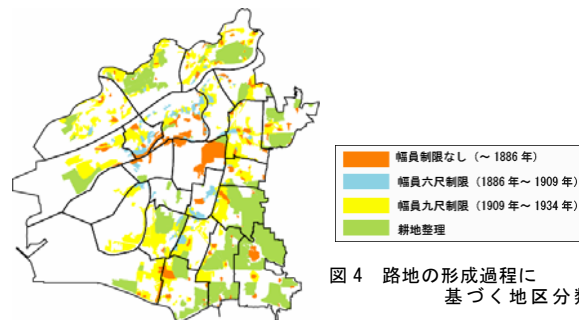 幅員制限なし（～ 1886 年）
幅員六尺制限（1886 年～ 1909 年）
幅員九尺制限（1909 年～ 1934 年）
耕地整理
図 4 路地の形成過程に
基づく地区分類